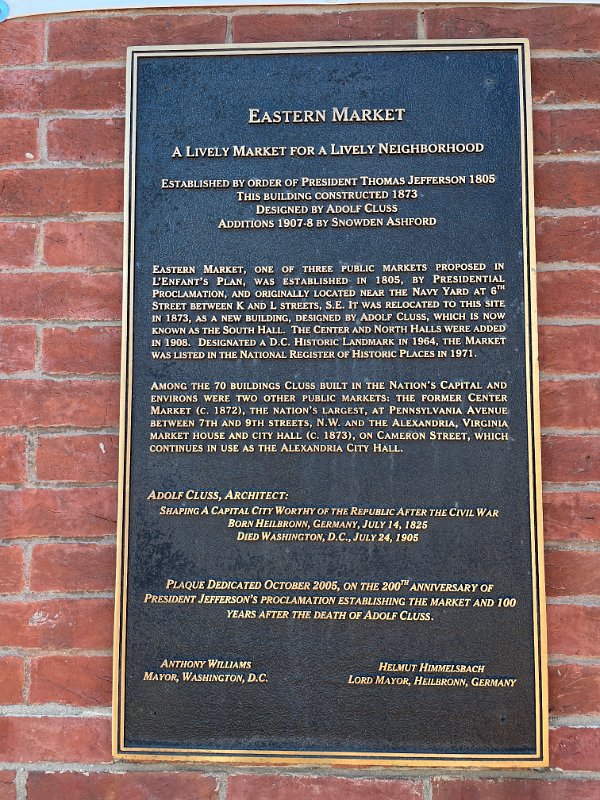 EASTERN MARKET
A LIVELY MARKET FOR A LIVELY NEIGHBORHOOD
ESTABLISHED BY ORDER OF PRESIDENT THOMAS JEFFERSON 1805
THIS BUILDING CONSTRUCTED 1873
DESIGNED BY ADOLF CLUSS
ADDITIONS 1907-8 BY SNOWDEN ASHFORD
EASTERN MARKET, ONE OF THREE PUBLIC MARKETS PROPOSED IN
L'ENFANT'S PLAN, WAS ESTABLISHED IN 1805, BY PRESIDENTIAL
PROCLAMATION, AND ORIGINALLY LOCATED NEAR THE NAVY YARD AT 6TH
STREET BETWEEN K AND L STREETS, S.E. IT WAS RELOCATED TO THIS SITE
IN 1873, AS A NEW BUILDING, DESIGNED BY ADOLF CLUSS, WHICH IS NOW
KNOWN AS THE SOUTH HALL. THE CENTER AND NORTH HALLS WERE ADDED
IN 1908. DESIGNATED A D.C. HISTORIC LANDMARK IN 1964, THE MARKET
WAS LISTED IN THE NATIONAL REGISTER OF HISTORIC PLACES IN 1971.
AMONG THE 70 BUILDINGS CLUSS BUILT IN THE NATION'S CAPITAL AND
ENVIRONS WERE TWO OTHER PUBLIC MARKETS: THE FORMER CENTER
MARKET (C. 1872), THE NATION'S LARGEST, AT PENNSYLVANIA AVENUE
BETWEEN 7TH AND 9TH STREETS, N.W. AND THE ALEXANDRIA, VIRGINIA
MARKET HOUSE AND CITY HALL (C. 1873), ON CAMERON STREET, WHICH
CONTINUES IN USE AS THE ALEXANDRIA CITY HALL.
ADOLF CLUSS, ARCHITECT:
SHAPING A CAPITAL CITY WORTHY OF THE REPUBLIC AFTER THE CIVIL WAR
BORN HEILBRONN, GERMANY, JULY 14, 1825
DIED WASHINGTON, D.C., JULY 24, 1905
PLAQUE DEDICATED OCTOBER 2005, ON THE 200TH ANNIVERSARY OF
PRESIDENT JEFFERSON'S PROCLAMATION ESTABLISHING THE MARKET AND 100
YEARS AFTER THE DEATH OF ADOLF CLUSS.
ANTHONY WILLIAMS
MAYOR, WASHINGTON, D.C.
HELMUT HIMMELSBACH
LORD MAYOR, HEILBRONN, GERMANY